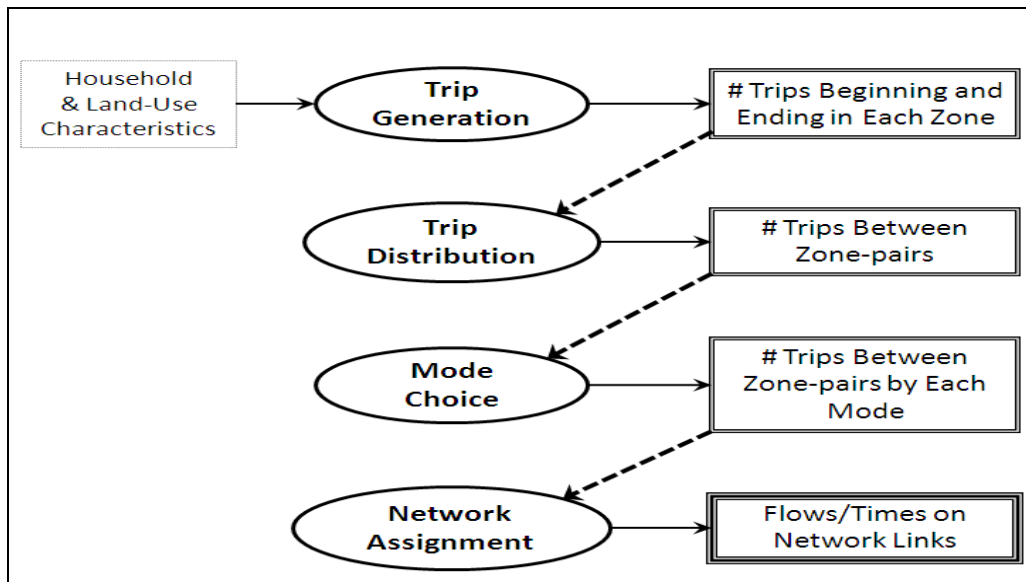 Household
& Land-Use
Characteristics
Trip
Generation
# Trips Beginning and
Ending in Each Zone
Trip
Distribution
# Trips Between
Zone-pairs
Mode
Choice
# Trips Between
Zone-pairs by Each
Mode
Network
Assignment
Flows/Times on
Network Links